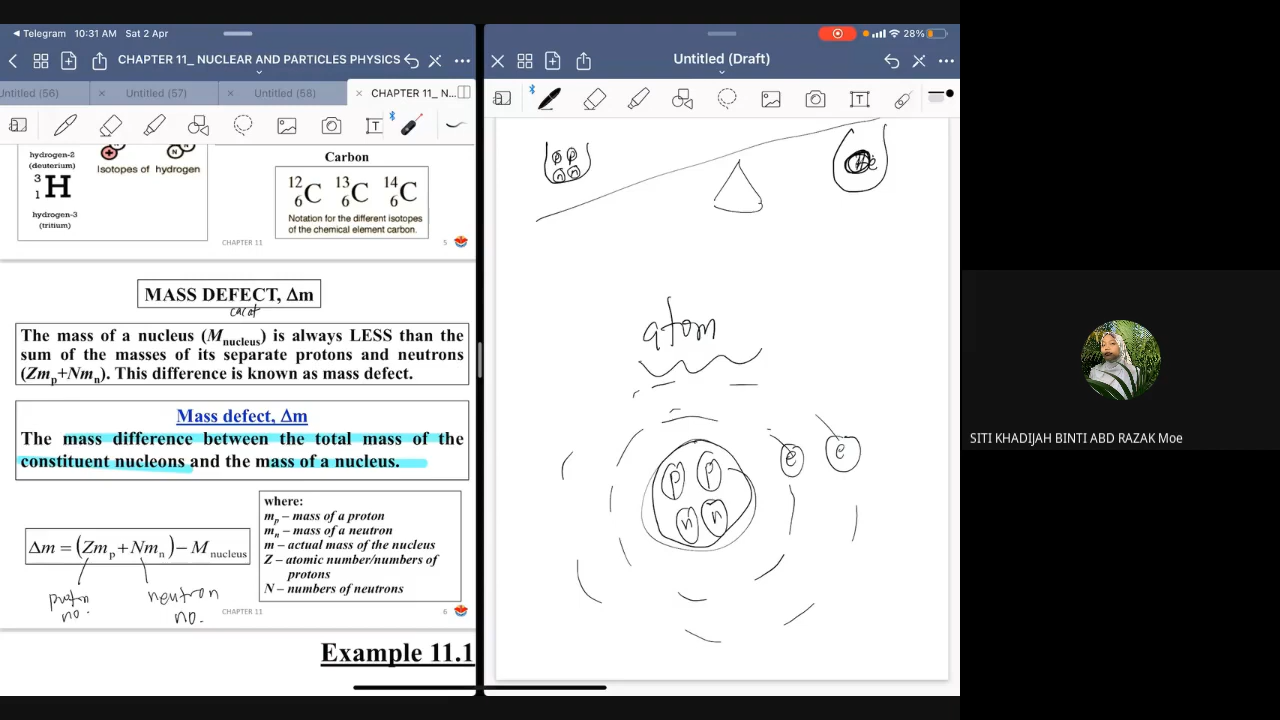 Telegram 10:31 AM Sat 2 Apr
28%
CHAPTER 11_ NUCLEAR AND PARTICLES PHYSICS
Untitled (Draft)
Untitled (56)
Untitled (57)
Untitled (58)
CHAPTER 11_ N...
hydrogen-2
(deuterium)
3
1 H
hydrogen-3
(tritium)
N N
Isotopes of hydrogen
Carbon
12 6 C 13 6 C 14 6 C
Notation for the different isotopes
of the chemical element carbon.
CHAPTER 11 5
MASS DEFECT, Δm
cacat
The mass of a nucleus (Mnucleus) is always LESS than the
sum of the masses of its separate protons and neutrons
(Zmp+Nmn). This difference is known as mass defect.
Mass defect, Δm
The mass difference between the total mass of the
constituent nucleons and the mass of a nucleus.
Δm = (Zmp + Nmn) − M nucleus
proton
no.
neutron
no.
where:
mp – mass of a proton
mn – mass of a neutron
m – actual mass of the nucleus
Z – atomic number/numbers of
protons
N – numbers of neutrons
CHAPTER 11 6
Example 11.1
p p
n n
He
atom
p p
n n
e e
SITI KHADIJAH BINTI ABD RAZAK Moe